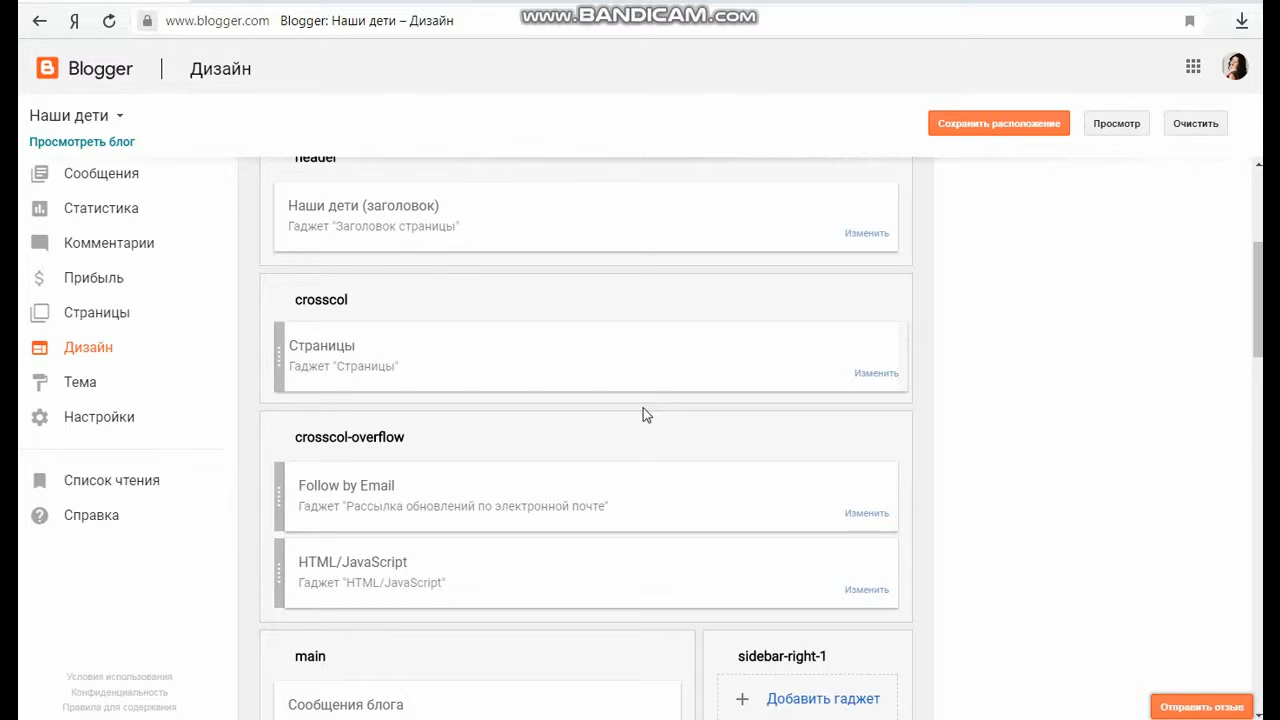 www.BANDICAM.com
Я
www.blogger.com
Blogger: Наши дети – Дизайн
Blogger
Дизайн
Наши дети
Просмотреть блог
Сохранить расположение
Просмотр
Очистить
Сообщения
Статистика
Комментарии
Прибыль
Страницы
Дизайн
Тема
Настройки
Список чтения
Справка
Условия использования
Конфиденциальность
Правила для содержания
header
Наши дети (заголовок)
Гаджет "Заголовок страницы"
Изменить
crosscol
Страницы
Гаджет "Страницы"
Изменить
crosscol-overflow
Follow by Email
Гаджет "Рассылка обновлений по электронной почте"
Изменить
HTML/JavaScript
Гаджет "HTML/JavaScript"
Изменить
main
Сообщения блога
sidebar-right-1
Добавить гаджет
Отправить отзыв